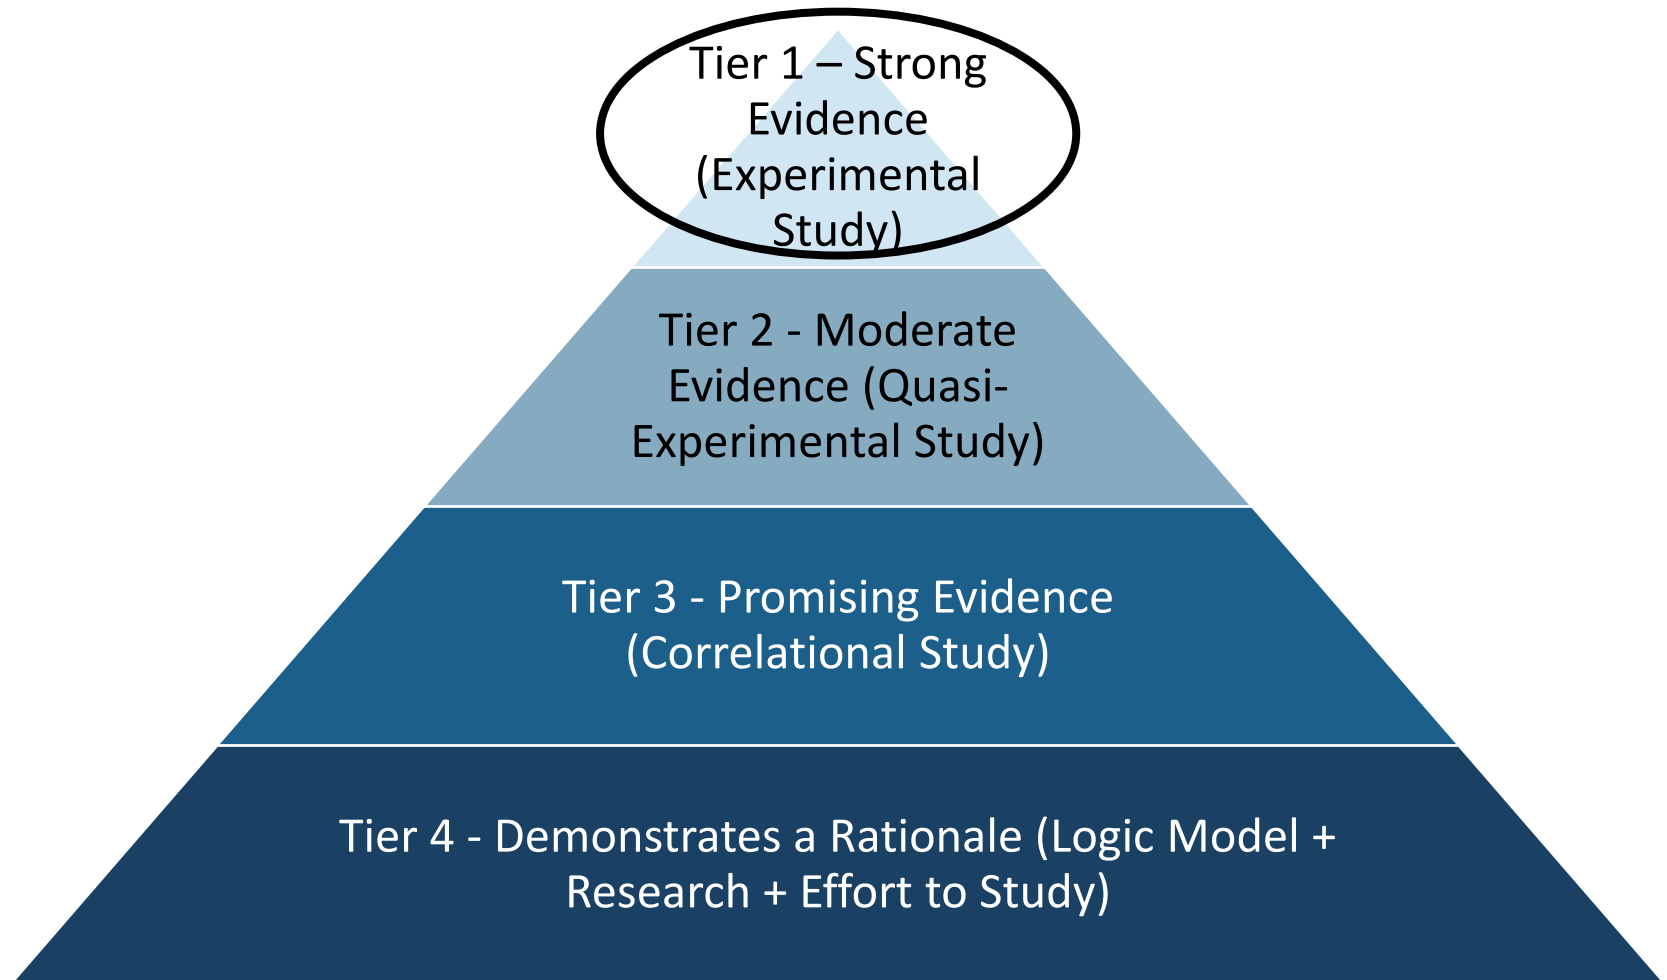 Tier 1 – Strong
Evidence
(Experimental
Study)
Tier 2 - Moderate
Evidence (Quasi-
Experimental Study)
Tier 3 - Promising Evidence
(Correlational Study)
Tier 4 - Demonstrates a Rationale (Logic Model +
Research + Effort to Study)